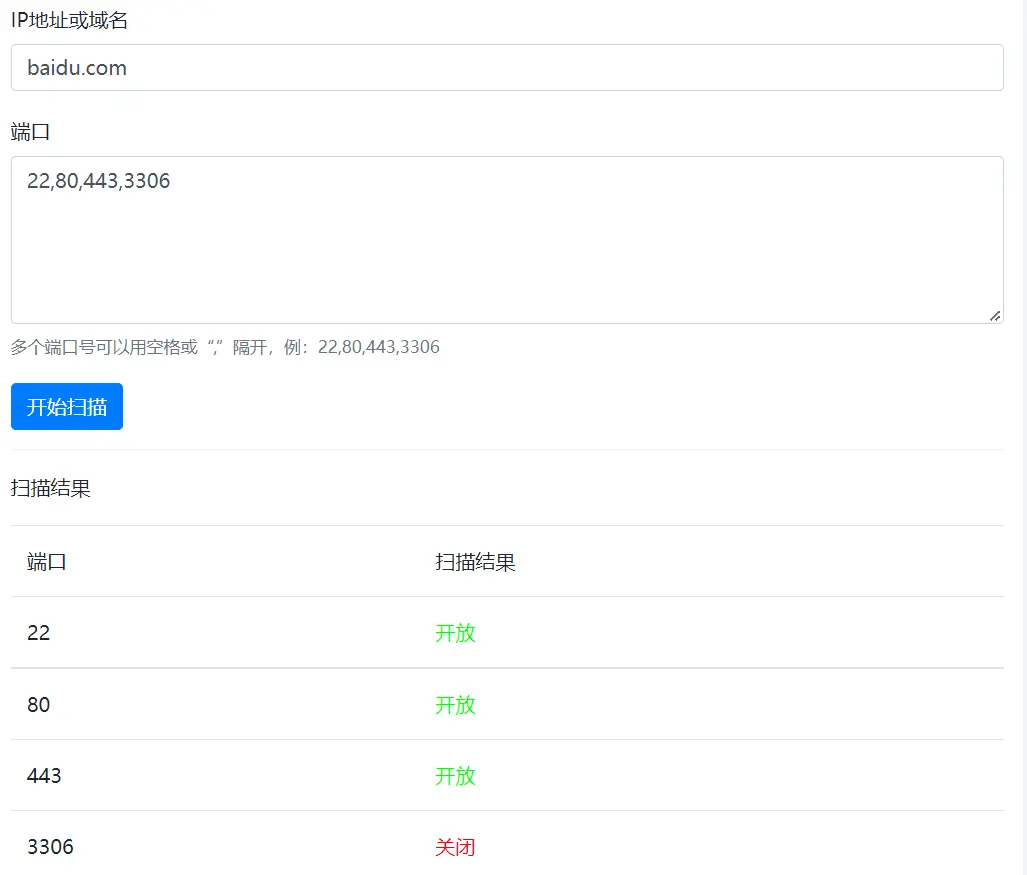 IP地址或域名
baidu.com
端口
22,80,443,3306
多个端口号可以用空格或“,”隔开，例：22,80,443,3306
开始扫描
扫描结果
端口 扫描结果
22 开放
80 开放
443 开放
3306 关闭